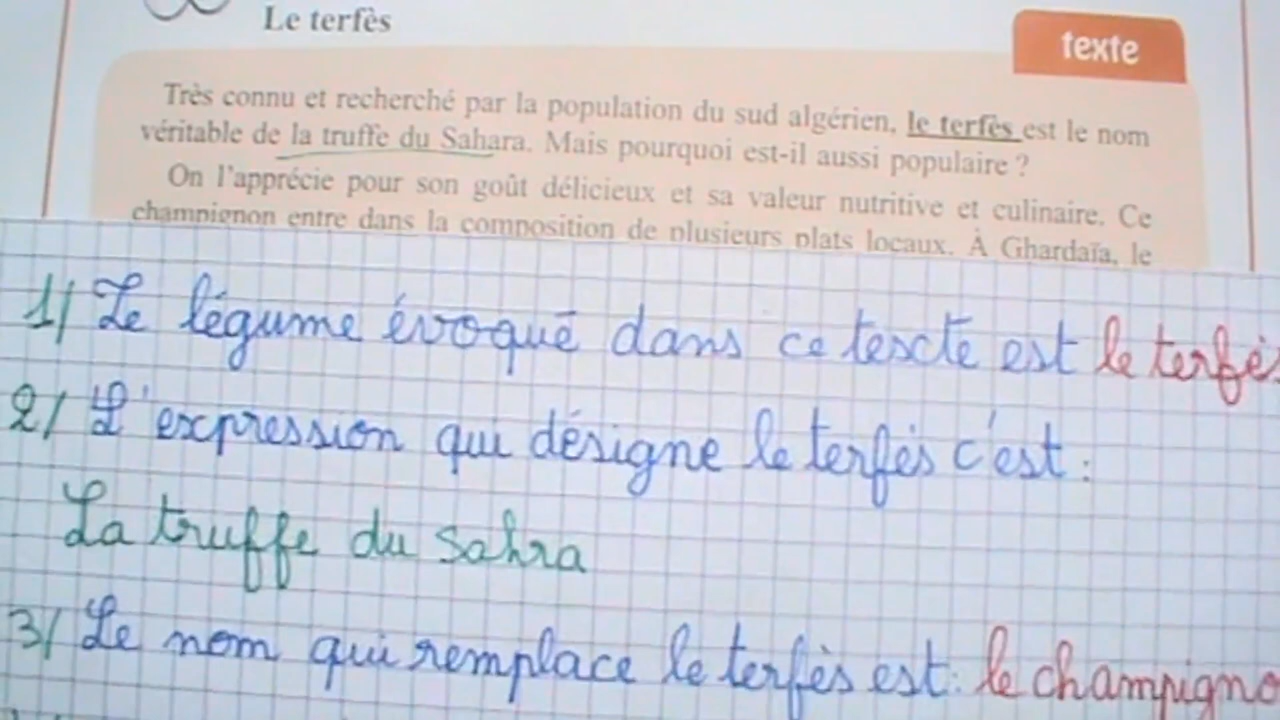 Le terfès
texte
Très connu et recherché par la population du sud algérien, le terfès est le nom
véritable de la truffe du Sahara. Mais pourquoi est-il aussi populaire ?
On l'apprécie pour son goût délicieux et sa valeur nutritive et culinaire. Ce
champignon entre dans la composition de plusieurs plats locaux. À Ghardaïa, le
1/ Le légume évoqué dans ce texte est le terfès
2/ L'expression qui désigne le terfès c'est :
La truffe du Sahra
3/ Le nom qui remplace le terfès est : le champigno